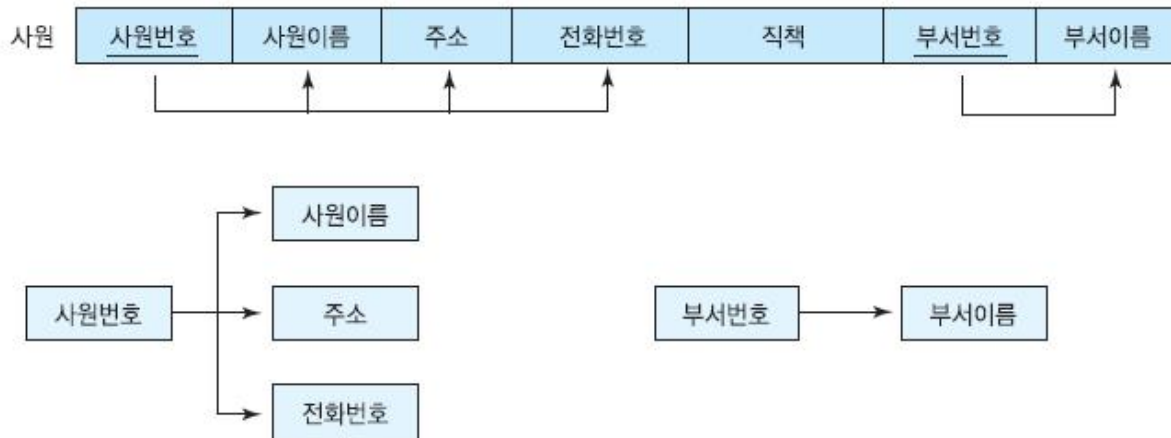 사원 사원번호 사원이름 주소 전화번호 직책 부서번호 부서이름
사원이름
사원번호 주소 부서번호 부서이름
전화번호